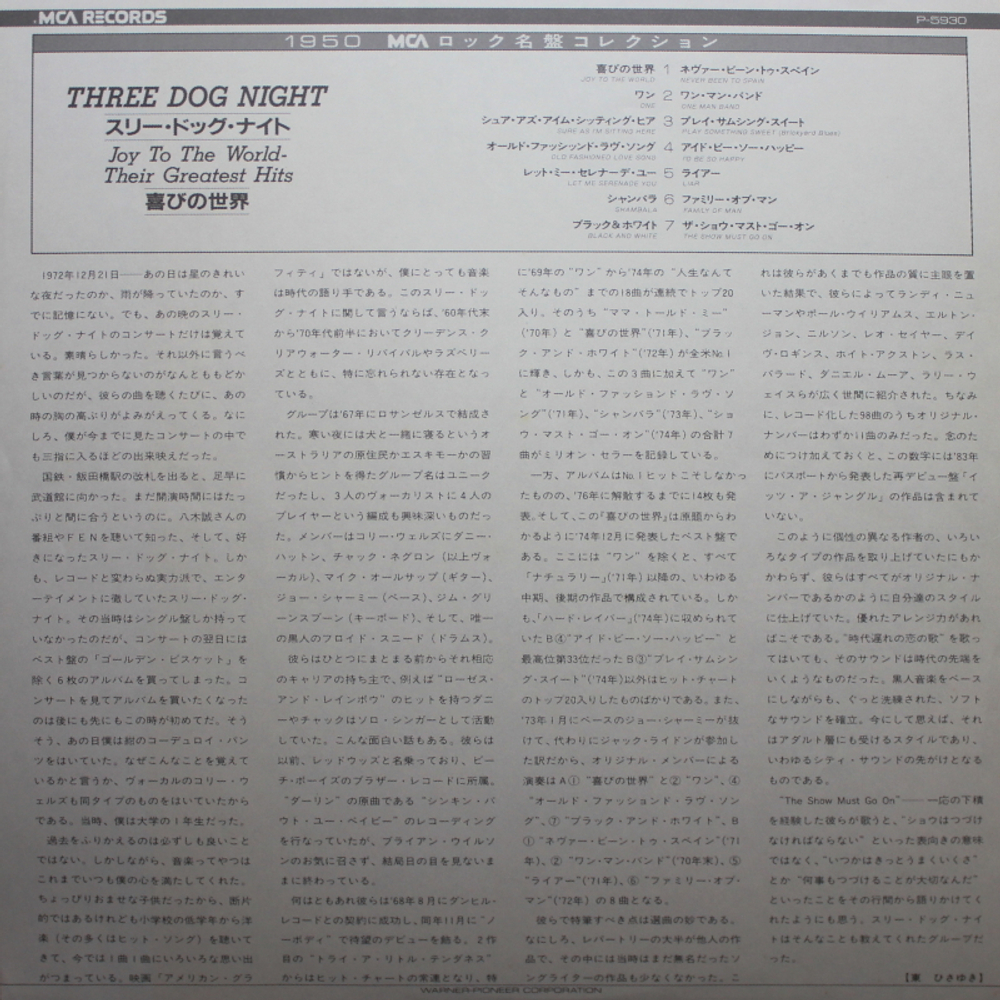 MCA RECORDS
P-5930
1950 MCA ロック名盤コレクション
THREE DOG NIGHT
スリー・ドッグ・ナイト
Joy To The World-
Their Greatest Hits
喜びの世界
喜びの世界 1 ネヴァー・ビーン・トゥ・スペイン
JOY TO THE WORLD NEVER BEEN TO SPAIN
ワン 2 ワン・マン・バンド
ONE ONE MAN BAND
シュア・アズ・アイム・シッティング・ヒア 3 プレイ・サムシング・スイート
SURE AS I'M SITTING HERE PLAY SOMETHING SWEET (Brickyard Blues)
オールド・ファッションド・ラヴ・ソング 4 アイド・ビー・ソー・ハッピー
OLD FASHIONED LOVE SONG I'D BE SO HAPPY
レット・ミー・セレナーデ・ユー 5 ライアー
LET ME SERENADE YOU LIAR
シャンバラ 6 ファミリー・オブ・マン
SHAMBALA FAMILY OF MAN
ブラック&ホワイト 7 ザ・ショウ・マスト・ゴー・オン
BLACK AND WHITE THE SHOW MUST GO ON
1972年12月21日——あの日は星のきれい
な夜だったのか、雨が降っていたのか、す
でに記憶にない。でも、あの晩のスリー・
ドッグ・ナイトのコンサートだけは覚えて
いる。素晴らしかった。それ以外に言うべ
き言葉が見つからないのがなんともどか
しいのだが、彼らの曲を聴くたびに、あの
時の胸の高ぶりがよみがえってくる。なに
しろ、僕が今までに見たコンサートの中で
も三指に入るほどの出来映えだった。
国鉄・飯田橋駅の改札を出ると、足早に
武道館に向かった。まだ開演時間にはたっ
ぷりと間に合うというのに。八木誠さんの
番組やFENを聴いて知った、そして、好
きになったスリー・ドッグ・ナイト。しか
も、レコードと変わらぬ実力派で、エンタ
ーテイメントに徹していたスリー・ドッグ・
ナイト。その当時はシングル盤しか持って
いなかったのだが、コンサートの翌日には
ベスト盤の「ゴールデン・ビスケット」を
除く6枚のアルバムを買ってしまった。コ
ンサートを見てアルバムを買いたくなった
のは後にも先にもこの時が初めてだ。そう
そう、あの日僕は紺のコーデュロイ・パン
ツをはいていた。なぜこんなことを覚えて
いるかと言うか、ヴォーカルのコリー・ウ
ェルズも同タイプのものをはいていたから
である。当時、僕は大学の1年生だった。
過去をふりかえるのは必ずしも良いこと
ではない。しかしながら、音楽ってやつは
これまでいつも僕の心を満たしてくれた。
ちょっぴりおませな子供だったから、断片
的ではあるけれども小学校の低学年から洋
楽(その多くはヒット・ソング)を聴いて
きて、今では1曲1曲にいろいろな思い出
がつまっている。映画「アメリカン・グラ
フィティ」ではないが、僕にとっても音楽
は時代の語り手である。このスリー・ドッ
グ・ナイトに関して言うならば、'60年代末
から'70年代前半においてクリーデンス・ク
リアウォーター・リバイバルやラズベリー
ズとともに、特に忘れられない存在となっ
ている。
グループは'67年にロサンゼルスで結成さ
れた。寒い夜には犬と一緒に寝るというオ
ーストラリアの原住民かエスキモーかの習
慣からヒントを得たグループ名はユニーク
だったし、3人のヴォーカリストに4人の
プレイヤーという編成も興味深いものだっ
た。メンバーはコリー・ウェルズにダニー・
ハットン、チャック・ネグロン(以上ヴォ
ーカル)、マイク・オールサップ(ギター)、
ジョー・シャーミー(ベース)、ジム・グリ
ーンスプーン(キーボード)、そして、唯一
の黒人のフロイド・スニード(ドラムス)。
彼らはひとつにまとまる前からそれ相応
のキャリアの持ち主で、例えば“ローゼス・
アンド・レインボウ”のヒットを持つダニ
ーやチャックはソロ・シンガーとして活動
していた。こんな面白い話もある。彼らは
以前、レッドウッズと名乗っており、ビー
チ・ボーイズのブラザー・レコードに所属、
“ダーリン”の原曲である“シンキン・バ
ウト・ユー・ベイビー”のレコーディング
を行なっていたが、ブライアン・ウイルソ
ンのお気に召さず、結局日の目を見ないま
まに終わっている。
何はともあれ彼らは'68年8月にダンヒル・
レコードとの契約に成功し、同年11月に“ノ
ーボディ”で待望のデビューを飾る。2作
目の“トライ・ア・リトル・テンダネス”
からはヒット・チャートの常連となり、特
に'69年の“ワン”から'74年の“人生なんて
そんなもの”までの18曲が連続でトップ20
入り。そのうち“ママ・トールド・ミー”
('70年)と“喜びの世界”('71年)、“ブラッ
ク・アンド・ホワイト”('72年)が全米No.1
に輝き、しかも、この3曲に加えて“ワン”
と“オールド・ファッションド・ラヴ・ソ
ング”('71年)、“シャンバラ”('73年)、“ショ
ウ・マスト・ゴー・オン”('74年)の合計7
曲がミリオン・セラーを記録している。
一方、アルバムはNo.1ヒットこそしなかっ
たものの、'76年に解散するまでに14枚も発
表。そして、この『喜びの世界』は原題からわ
かるように'74年12月に発表したベスト盤で
ある。ここには“ワン”を除くと、すべて
「ナチュラリー」('71年)以降の、いわゆる
中期、後期の作品で構成されている。しか
も、「ハード・レイバー」('74年)に収められて
いたB④“アイド・ビー・ソー・ハッピー”と
最高位第33位だったB③“プレイ・サムシン
グ・スイート”('74年)以外はヒット・チャート
のトップ20入りしたものばかりである。また、
'73年1月にベースのジョー・シャーミーが抜
けて、代わりにジャック・ライドンが参加し
た訳だから、オリジナル・メンバーによる
演奏はA①“喜びの世界”と②“ワン”、④
“オールド・ファッションド・ラヴ・ソン
グ”、⑦“ブラック・アンド・ホワイト”、B
①“ネヴァー・ビーン・トゥ・スペイン”('71
年)、②“ワン・マン・バンド”('70年末)、⑤
“ライアー”('71年)、⑥“ファミリー・オブ・
マン”('72年)の8曲となる。
彼らで特筆すべき点は選曲の妙である。
なにしろ、レパートリーの大半が他人の作
品で、その中には当時はまだ無名だったソ
ングライターの作品も少なくなかった。こ
れは彼らがあくまでも作品の質に主眼を置
いた結果で、彼らによってランディ・ニュ
ーマンやポール・ウイリアムス、エルトン・
ジョン、ニルソン、レオ・セイヤー、デイ
ヴ・ロギンス、ホイト・アクストン、ラス・
バラード、ダニエル・ムーア、ラリー・ウ
ェイスらが広く世間に紹介された。ちなみ
に、レコード化した98曲のうちオリジナル・
ナンバーはわずか11曲のみだった。念のた
めにつけ加えておくと、この数字には'83年
にパスポートから発表した再デビュー盤「イ
ッツ・ア・ジャングル」の作品は含まれて
いない。
このように個性の異なる作者の、いろい
ろなタイプの作品を取り上げていたにもか
かわらず、彼らはすべてがオリジナル・ナ
ンバーであるかのように自分達のスタイル
に仕上げていた。優れたアレンジ力があれ
ばこそである。“時代遅れの恋の歌”を歌っ
てはいても、そのサウンドは時代の先端を
いくようなものだった。黒人音楽をベース
にしながらも、ぐっと洗練された、ソフト
なサウンドを確立。今にして思えば、それ
はアダルト層にも受けるスタイルであり、
いわゆるシティ・サウンドの先がけとなる
ものである。
“The Show Must Go On”——一応の下積
を経験した彼らが歌うと、“ショウはつづけ
なければならない”といった表向きの意味
ではなく、“いつかはきっとうまくいくさ”
とか“何事もつづけることが大切なんだ”
といったことをその行間から語りかけてく
れたようにも思う。スリー・ドッグ・ナイ
トはそんなことも教えてくれたグループだ
った。
【東 ひさゆき】
WARNER-PIONEER CORPORATION